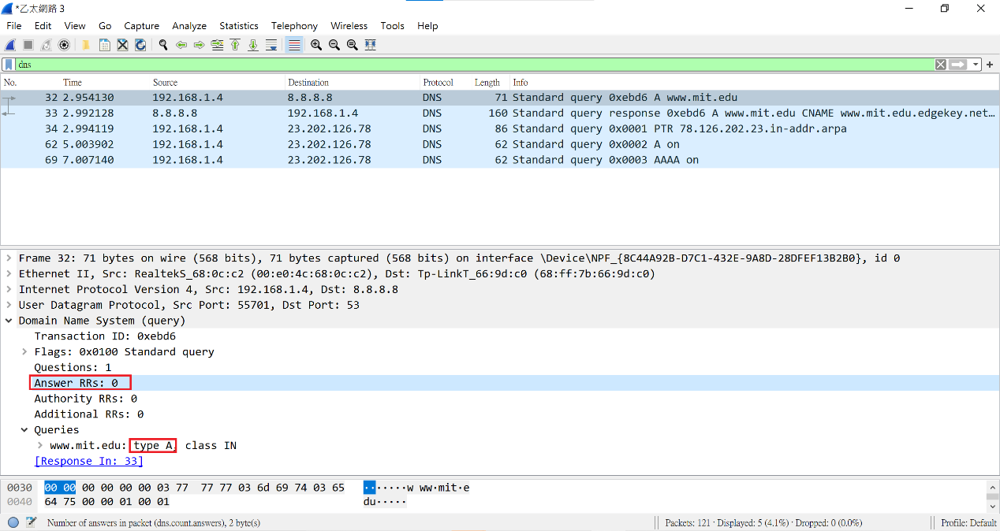 *乙太網路 3
File Edit View Go Capture Analyze Statistics Telephony Wireless Tools Help
dns
No. Time Source Destination Protocol Length Info
32 2.954130 192.168.1.4 8.8.8.8 DNS 71 Standard query 0xebd6 A www.mit.edu
33 2.992128 8.8.8.8 192.168.1.4 DNS 160 Standard query response 0xebd6 A www.mit.edu CNAME www.mit.edu.edgekey.net…
34 2.994119 192.168.1.4 23.202.126.78 DNS 86 Standard query 0x0001 PTR 78.126.202.23.in-addr.arpa
62 5.003902 192.168.1.4 23.202.126.78 DNS 62 Standard query 0x0002 A on
69 7.007140 192.168.1.4 23.202.126.78 DNS 62 Standard query 0x0003 AAAA on
Frame 32: 71 bytes on wire (568 bits), 71 bytes captured (568 bits) on interface \Device\NPF_{8C44A92B-D7C1-432E-9A8D-28DFEF13B2B0}, id 0
Ethernet II, Src: RealtekS_68:0c:c2 (00:e0:4c:68:0c:c2), Dst: Tp-LinkT_66:9d:c0 (68:ff:7b:66:9d:c0)
Internet Protocol Version 4, Src: 192.168.1.4, Dst: 8.8.8.8
User Datagram Protocol, Src Port: 55701, Dst Port: 53
Domain Name System (query)
Transaction ID: 0xebd6
Flags: 0x0100 Standard query
Questions: 1
Answer RRs: 0
Authority RRs: 0
Additional RRs: 0
Queries
www.mit.edu: type A, class IN
[Response In: 33]
0030 00 00 00 00 00 00 03 77 77 77 03 6d 69 74 03 65 ·······w ww·mit·e
0040 64 75 00 00 01 00 01 du·····
Number of answers in packet (dns.count.answers), 2 byte(s) Packets: 121 · Displayed: 5 (4.1%) · Dropped: 0 (0.0%) Profile: Default